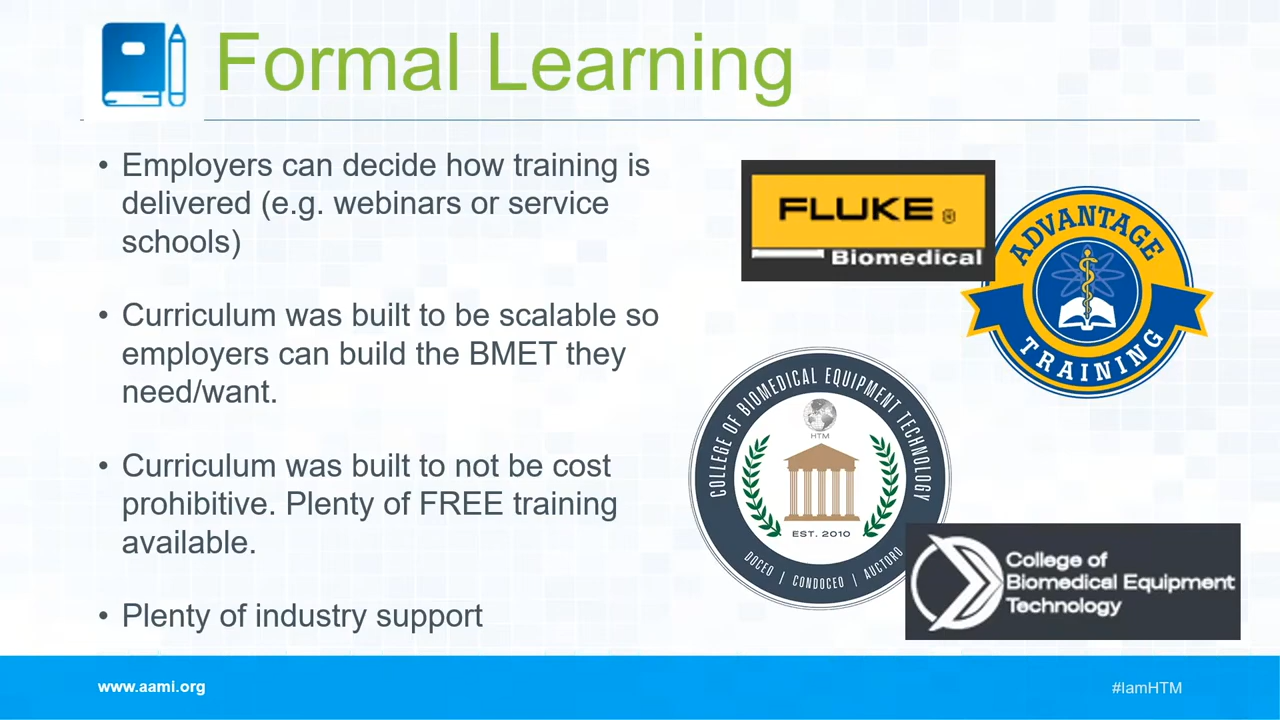 Formal Learning
• Employers can decide how training is
delivered (e.g. webinars or service
schools)
• Curriculum was built to be scalable so
employers can build the BMET they
need/want.
• Curriculum was built to not be cost
prohibitive. Plenty of FREE training
available.
• Plenty of industry support
FLUKE ®
Biomedical
ADVANTAGE
TRAINING
COLLEGE OF BIOMEDICAL EQUIPMENT TECHNOLOGY
HTM
EST. 2010
DOCEO | CONDOCEO | AUCTORO
College of
Biomedical Equipment
Technology
www.aami.org
#IamHTM